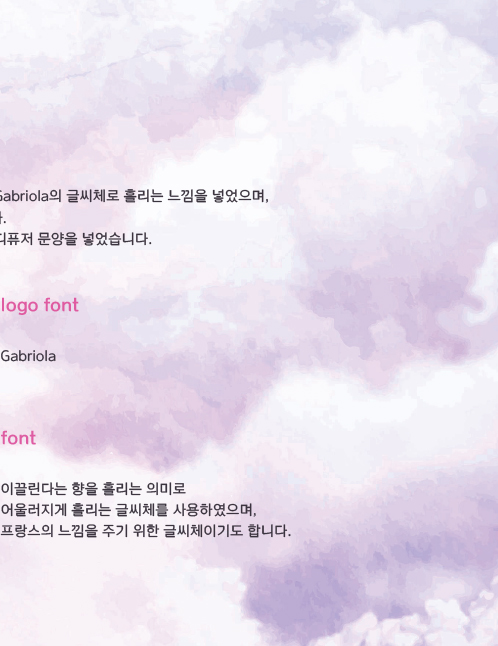 Gabriola의 글씨체로 흘리는 느낌을 넣었으며,
다.
디퓨저 문양을 넣었습니다.
logo font
Gabriola
font
이끌린다는 향을 흘리는 의미로
어울러지게 흘리는 글씨체를 사용하였으며,
프랑스의 느낌을 주기 위한 글씨체이기도 합니다.